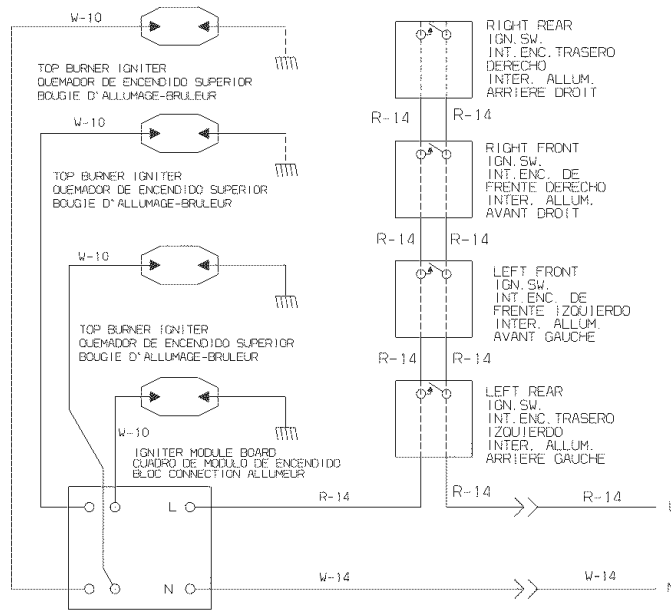 W-10
TOP BURNER IGNITER
QUEMADOR DE ENCENDIDO SUPERIOR
BOUGIE D'ALLUMAGE-BRULEUR
W-10
TOP BURNER IGNITER
QUEMADOR DE ENCENDIDO SUPERIOR
BOUGIE D'ALLUMAGE-BRULEUR
W-10
TOP BURNER IGNITER
QUEMADOR DE ENCENDIDO SUPERIOR
BOUGIE D'ALLUMAGE-BRULEUR
W-10
IGNITER MODULE BOARD
CUADRO DE MODULO DE ENCENDIDO
BLOC CONNECTION ALLUMEUR
L
N
RIGHT REAR
IGN.SW.
INT.ENC.TRASERO
DERECHO
INTER. ALLUM.
ARRIERE DROIT
R-14 R-14
RIGHT FRONT
IGN.SW.
INT.ENC. DE
FRENTE DERECHO
INTER. ALLUM.
AVANT DROIT
R-14 R-14
LEFT FRONT
IGN.SW.
INT.ENC. DE
FRENTE IZQUIERDO
INTER. ALLUM.
AVANT GAUCHE
R-14 R-14
LEFT REAR
IGN.SW.
INT.ENC.TRASERO
IZQUIERDO
INTER. ALLUM.
ARRIERE GAUCHE
R-14 R-14 R-14
W-14 W-14